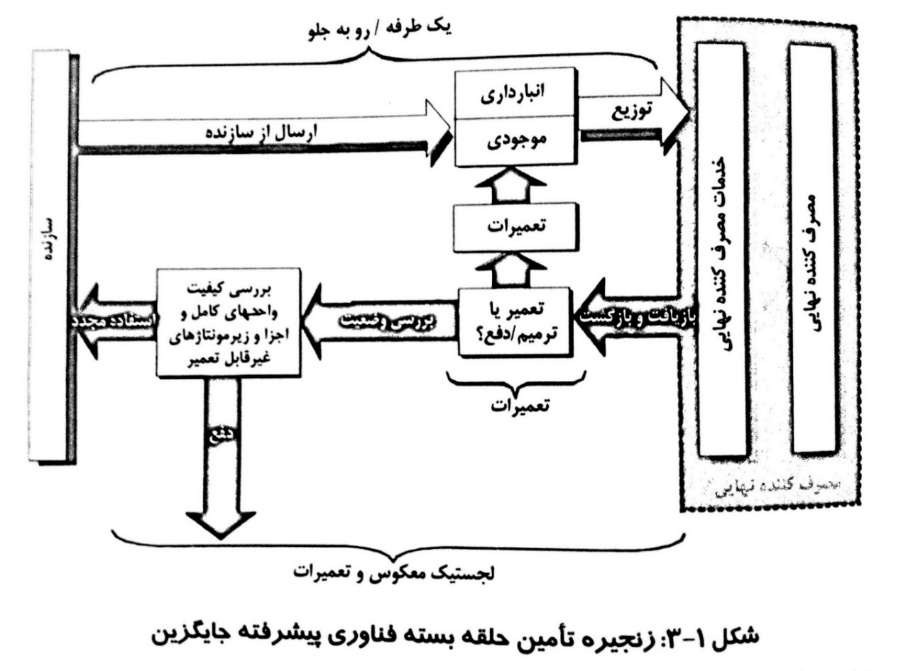 یک طرفه / رو به جلو
سازنده
ارسال از سازنده
انبارداری
موجودی
توزیع
خدمات مصرف کننده نهایی
مصرف کننده نهایی
مصرف کننده نهایی
تعمیرات
تعمیر یا
ترمیم/دفع؟
تعمیرات
بازیافت و بازگشت
بررسی وضعیت
بررسی کیفیت
واحدهای کامل و
اجزا و زیرمونتاژهای
غیرقابل تعمیر
استفاده مجدد
دفع
لجستیک معکوس و تعمیرات
شکل ۱-۳: زنجیره تأمین حلقه بسته فناوری پیشرفته جایگزین